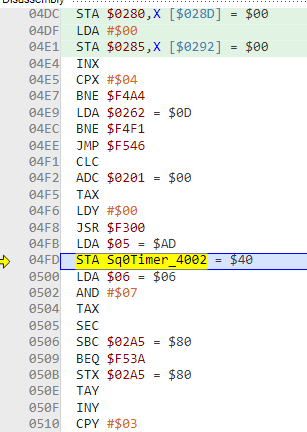 04DC STA $0280,X [$028D] = $00
04DF LDA #$00
04E1 STA $0285,X [$0292] = $00
04E4 INX
04E5 CPX #$04
04E7 BNE $F4A4
04E9 LDA $0262 = $0D
04EC BNE $F4F1
04EE JMP $F546
04F1 CLC
04F2 ADC $0201 = $00
04F5 TAX
04F6 LDY #$00
04F8 JSR $F300
04FB LDA $05 = $AD
04FD STA Sq0Timer_4002 = $40
0500 LDA $06 = $06
0502 AND #$07
0504 TAX
0505 SEC
0506 SBC $02A5 = $80
0509 BEQ $F53A
050B STX $02A5 = $80
050E TAY
050F INY
0510 CPY #$03